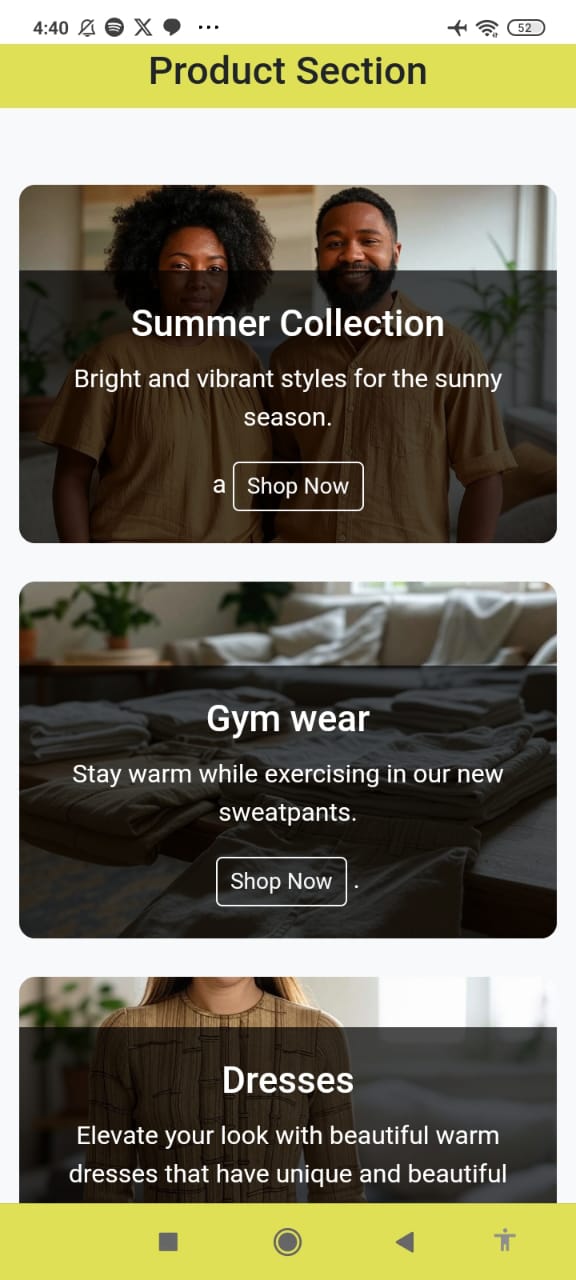 4:40
52
Product Section
Summer Collection
Bright and vibrant styles for the sunny
season.
a Shop Now
Gym wear
Stay warm while exercising in our new
sweatpants.
Shop Now .
Dresses
Elevate your look with beautiful warm
dresses that have unique and beautiful